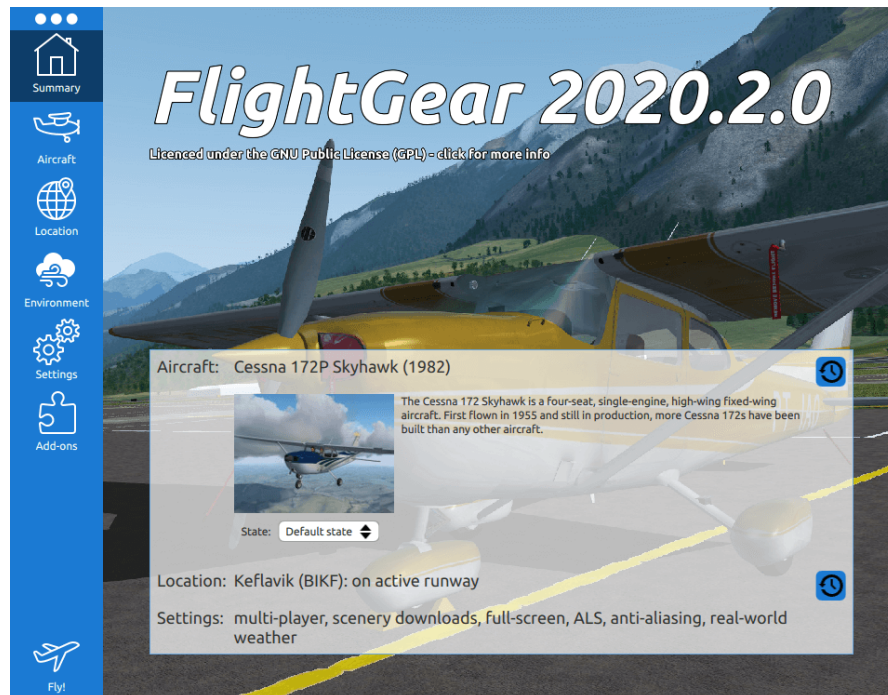 FlightGear 2020.2.0
Licenced under the GNU Public License (GPL) - click for more info
Summary
Aircraft
Location
Environment
Settings
Add-ons
Fly!
Aircraft: Cessna 172P Skyhawk (1982)
The Cessna 172 Skyhawk is a four-seat, single-engine, high-wing fixed-wing
aircraft. First flown in 1955 and still in production, more Cessna 172s have been
built than any other aircraft.
State: Default state
Location: Keflavik (BIKF): on active runway
Settings: multi-player, scenery downloads, full-screen, ALS, anti-aliasing, real-world
weather